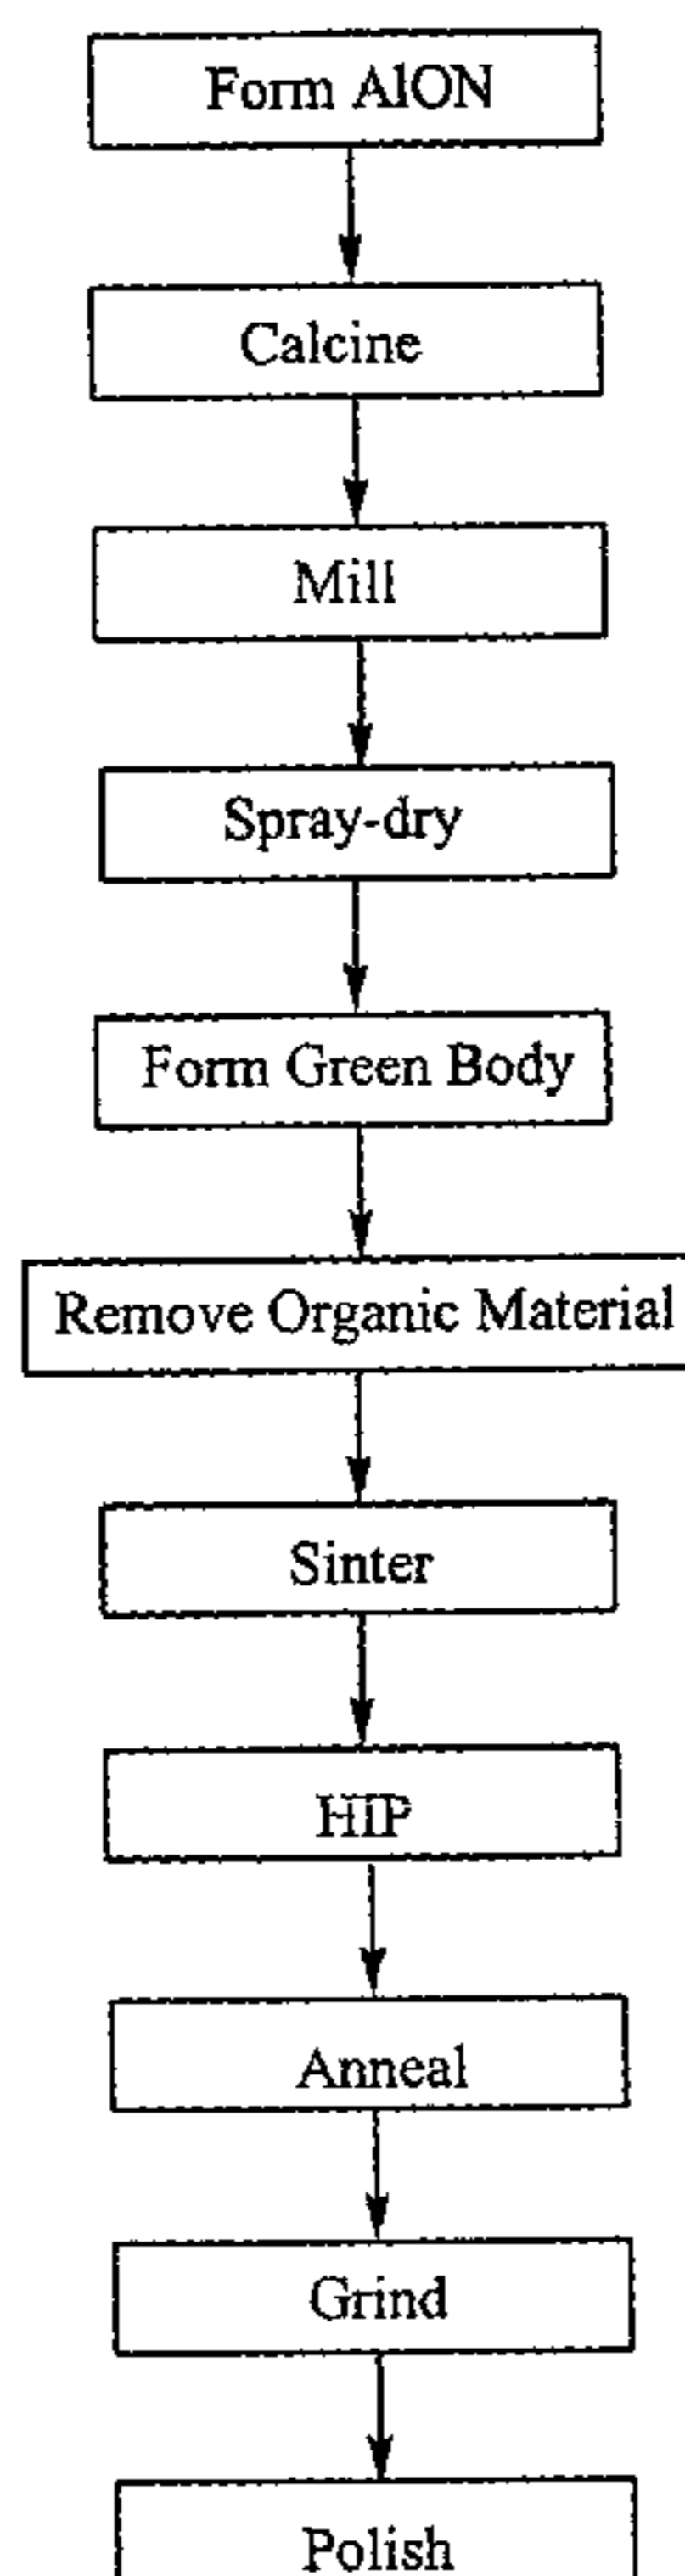 Form AlON
Calcine
Mill
Spray-dry
Form Green Body
Remove Organic Material
Sinter
HIP
Anneal
Grind
Polish